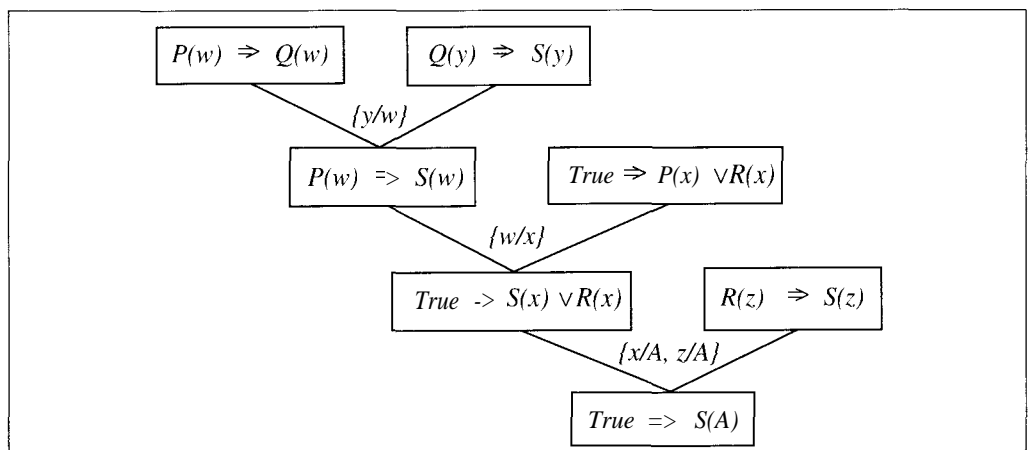 P(w) ⇒ Q(w)
Q(y) ⇒ S(y)
{y/w}
P(w) => S(w)
True ⇒ P(x) ∨R(x)
{w/x}
True -> S(x) ∨R(x)
R(z) ⇒ S(z)
{x/A, z/A}
True => S(A)